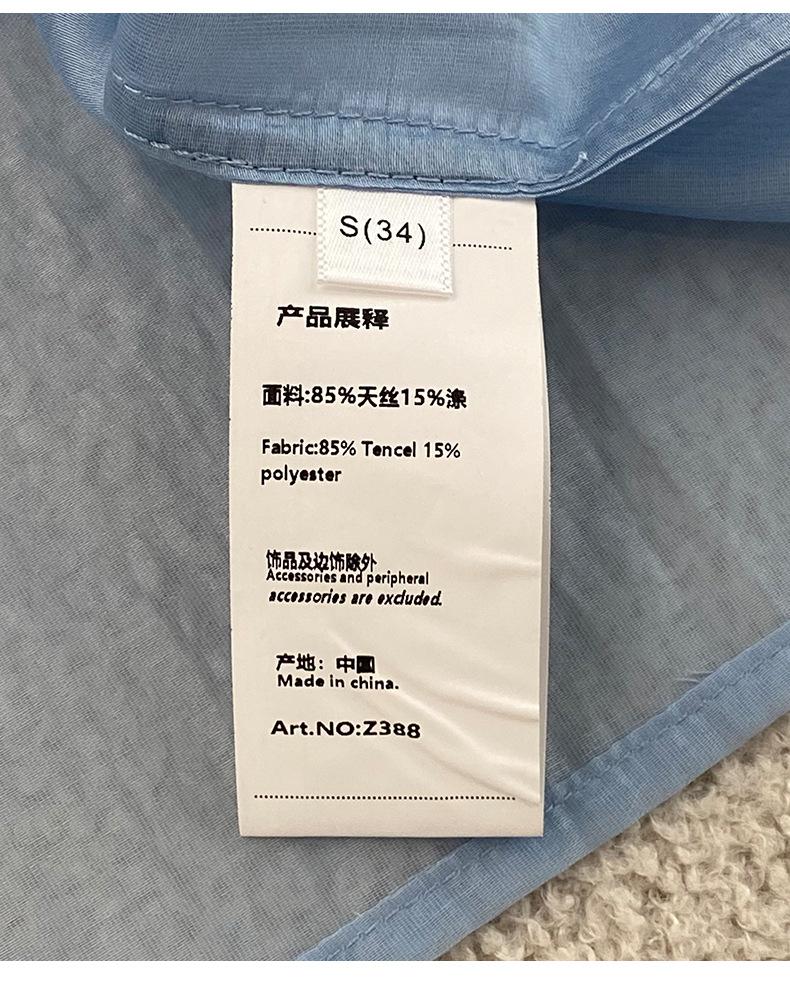 S(34)
产品展释
面料:85%天丝15%涤
Fabric:85% Tencel 15%
polyester
饰品及边饰除外
Accessories and peripheral
accessories are excluded.
产地：中国
Made in china.
Art.NO:Z388